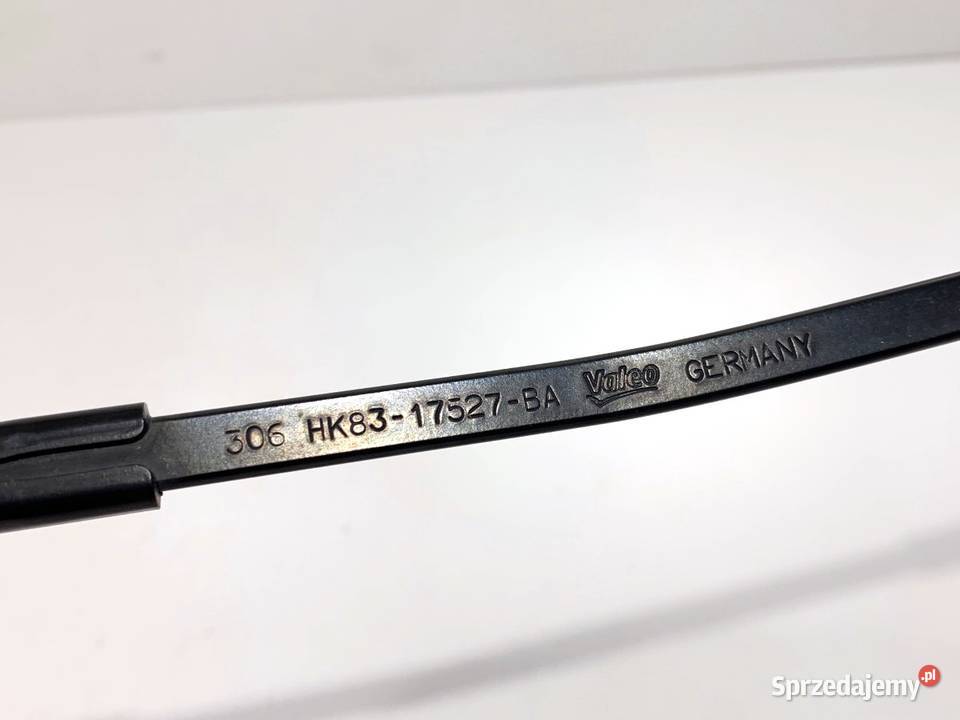 306 HK83-17527-BA Valeo GERMANY
Sprzedajemy.pl